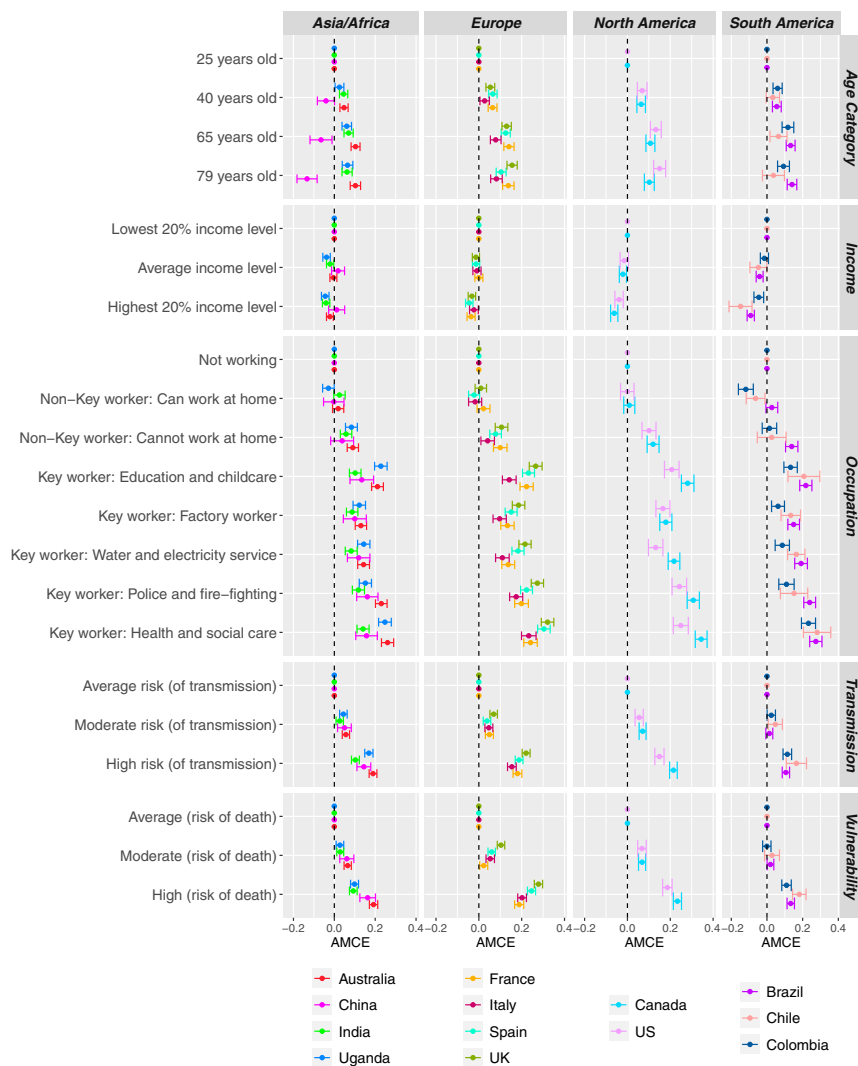 Asia/Africa Europe North America South America
Age Category
25 years old
40 years old
65 years old
79 years old
Income
Lowest 20% income level
Average income level
Highest 20% income level
Occupation
Not working
Non−Key worker: Can work at home
Non−Key worker: Cannot work at home
Key worker: Education and childcare
Key worker: Factory worker
Key worker: Water and electricity service
Key worker: Police and fire−fighting
Key worker: Health and social care
Transmission
Average risk (of transmission)
Moderate risk (of transmission)
High risk (of transmission)
Vulnerability
Average (risk of death)
Moderate (risk of death)
High (risk of death)
−0.2 0.0 0.2 0.4 −0.2 0.0 0.2 0.4 −0.2 0.0 0.2 0.4 −0.2 0.0 0.2 0.4
AMCE AMCE AMCE AMCE
Australia
China
India
Uganda
France
Italy
Spain
UK
Canada
US
Brazil
Chile
Colombia